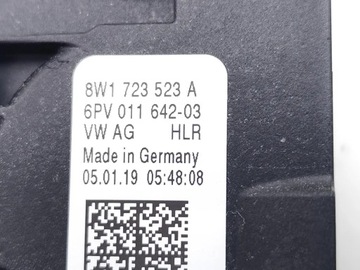 8W1 723 523 A
6PV 011 642-03
VW AG HLR
Made in Germany
05.01.19 05:48:08